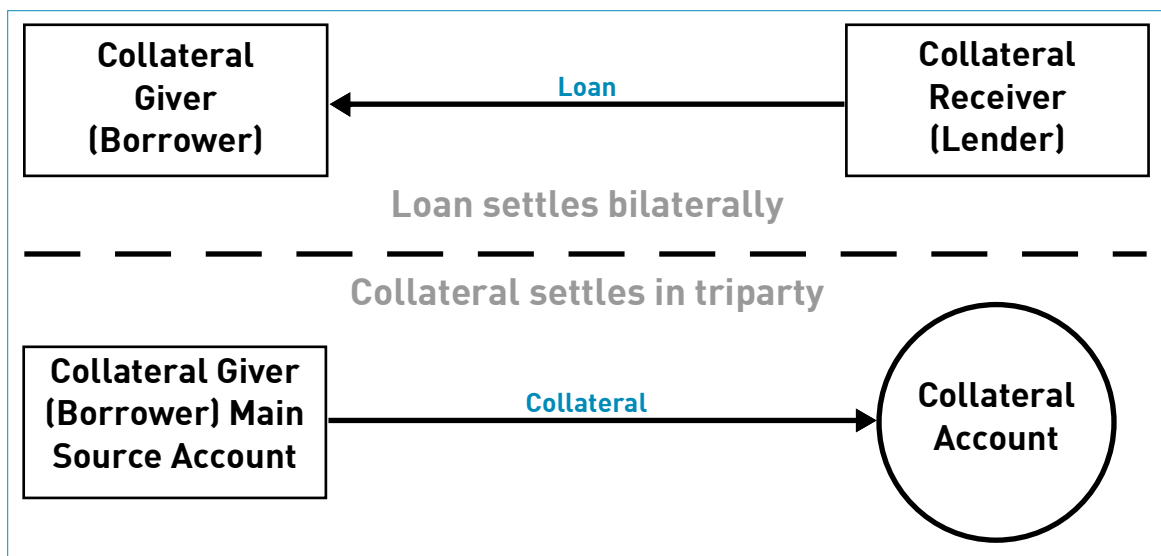 Collateral
Giver
(Borrower)
Loan
Collateral
Receiver
(Lender)
Loan settles bilaterally
Collateral settles in triparty
Collateral Giver
(Borrower) Main
Source Account
Collateral
Collateral
Account